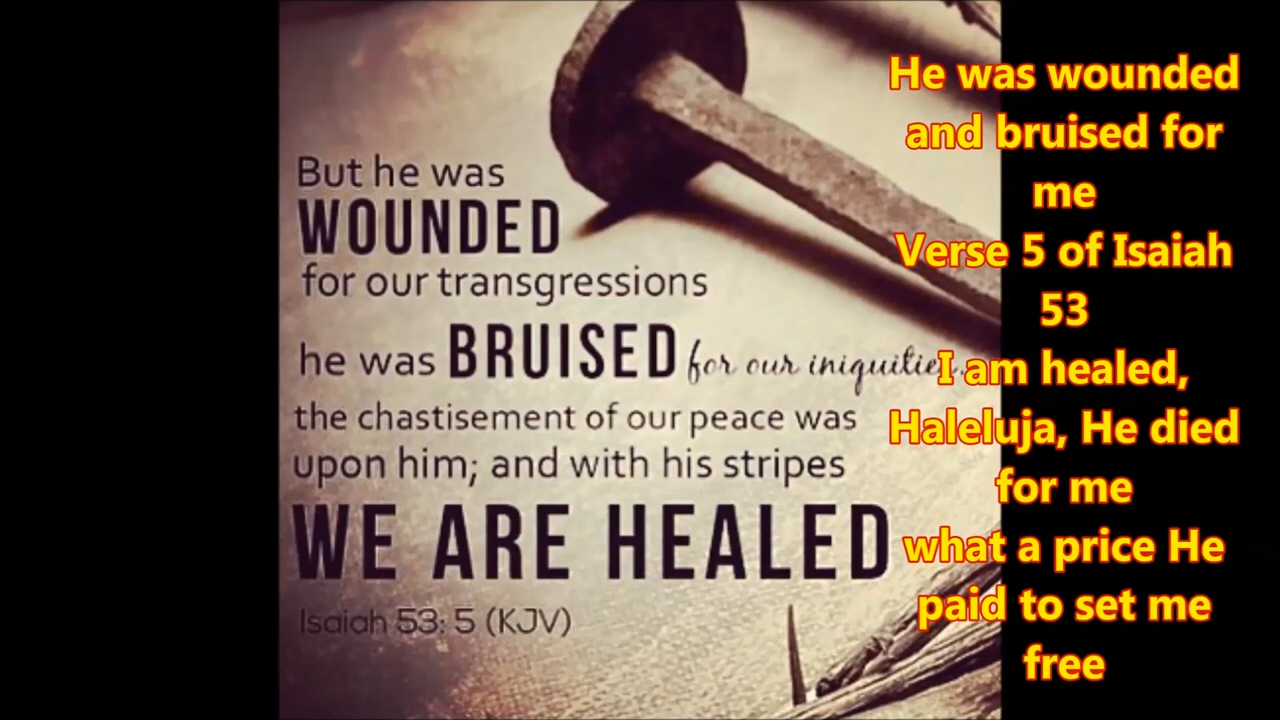 But he was
WOUNDED
for our transgressions
he was BRUISED for our iniquities.
the chastisement of our peace was
upon him; and with his stripes
WE ARE HEALED
Isaiah 53: 5 (KJV)
He was wounded
and bruised for
me
Verse 5 of Isaiah
53
I am healed,
Haleluja, He died
for me
what a price He
paid to set me
free